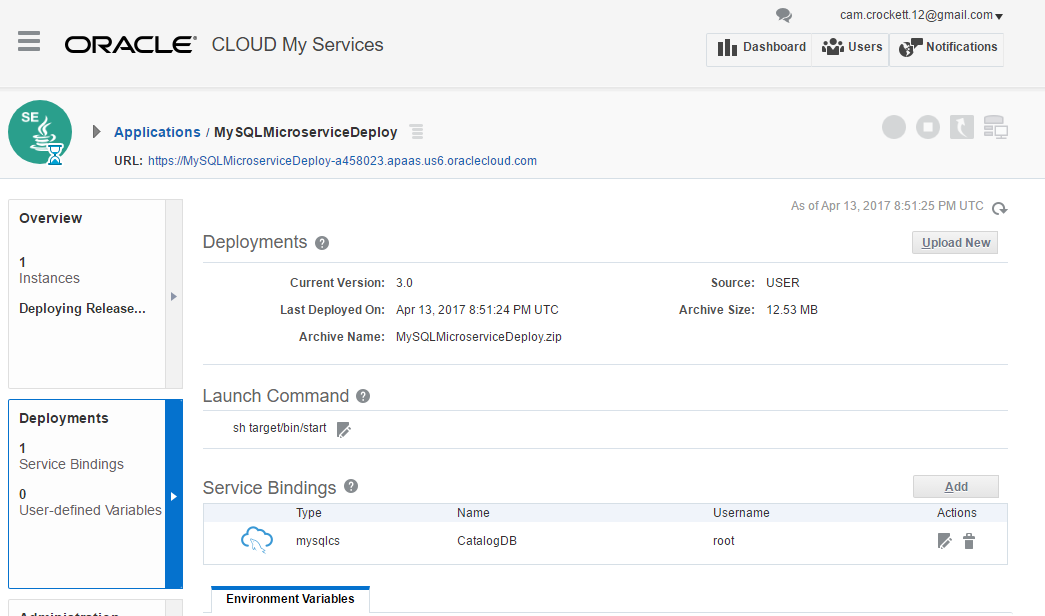 cam.crockett.12@gmail.com
ORACLE® CLOUD My Services
Dashboard Users Notifications
SE
Applications / MySQLMicroserviceDeploy
URL: https://MySQLMicroserviceDeploy-a458023.apaas.us6.oraclecloud.com
As of Apr 13, 2017 8:51:25 PM UTC
Overview
1
Instances
Deploying Release...
Deployments
1
Service Bindings
0
User-defined Variables
Administration
Deployments ?
Upload New
Current Version: 3.0
Source: USER
Last Deployed On: Apr 13, 2017 8:51:24 PM UTC
Archive Size: 12.53 MB
Archive Name: MySQLMicroserviceDeploy.zip
Launch Command ?
sh target/bin/start
Service Bindings ?
Add
Type Name Username Actions
mysqlcs CatalogDB root
Environment Variables